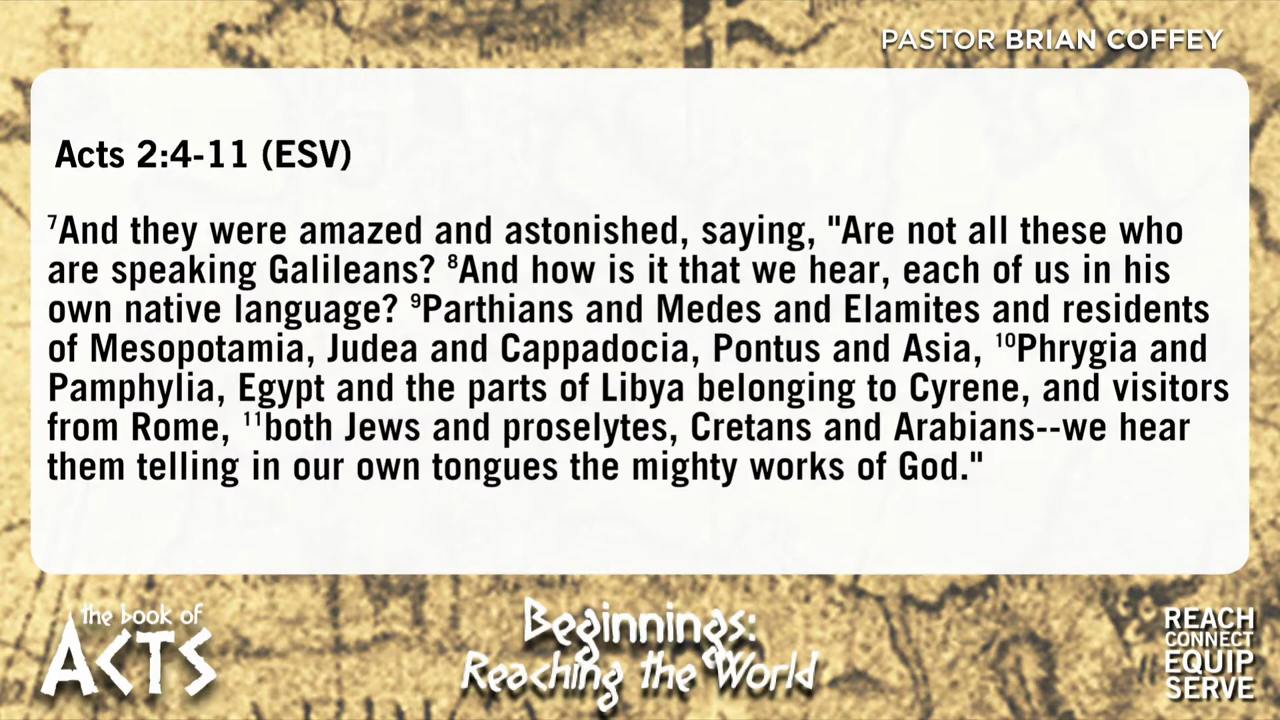 PASTOR BRIAN COFFEY
Acts 2:4-11 (ESV)
⁷And they were amazed and astonished, saying, "Are not all these who
are speaking Galileans? ⁸And how is it that we hear, each of us in his
own native language? ⁹Parthians and Medes and Elamites and residents
of Mesopotamia, Judea and Cappadocia, Pontus and Asia, ¹⁰Phrygia and
Pamphylia, Egypt and the parts of Libya belonging to Cyrene, and visitors
from Rome, ¹¹both Jews and proselytes, Cretans and Arabians--we hear
them telling in our own tongues the mighty works of God."
the book of
ACTS
Beginnings:
Reaching the World
REACH
CONNECT
EQUIP
SERVE